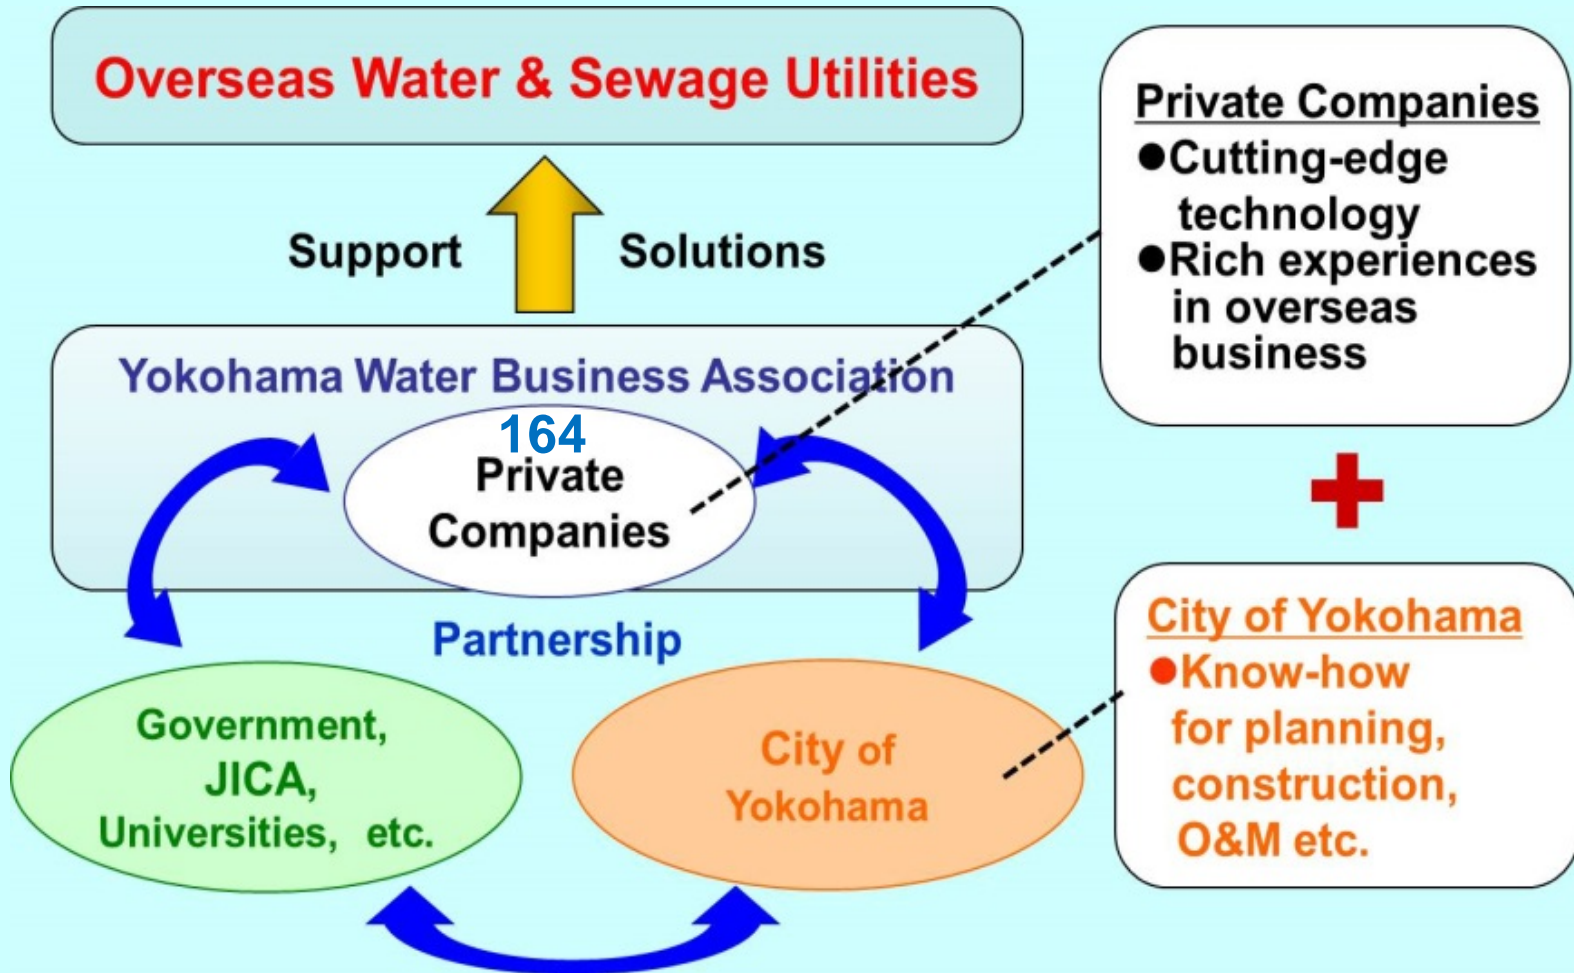 Overseas Water & Sewage Utilities
Support Solutions
Yokohama Water Business Association
164
Private
Companies
Partnership
Government,
JICA,
Universities, etc.
City of
Yokohama
Private Companies
●Cutting-edge
technology
●Rich experiences
in overseas
business
City of Yokohama
●Know-how
for planning,
construction,
O&M etc.